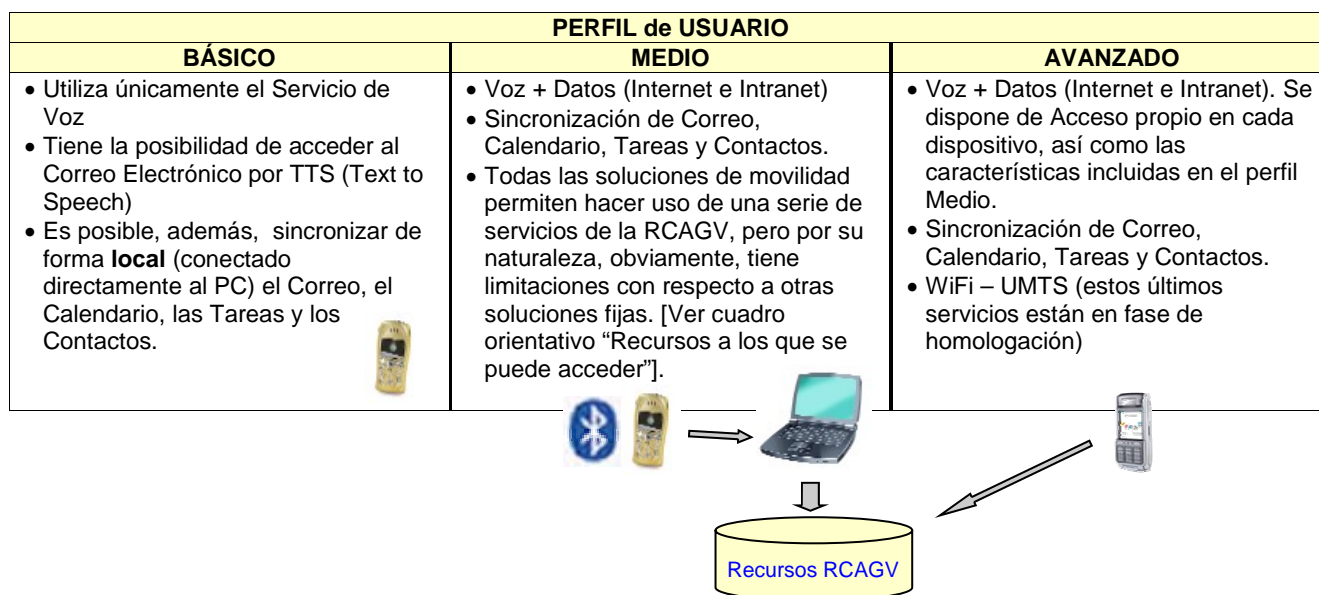 PERFIL de USUARIO
BÁSICO
MEDIO
AVANZADO
• Utiliza únicamente el Servicio de
Voz
• Tiene la posibilidad de acceder al
Correo Electrónico por TTS (Text to
Speech)
• Es posible, además, sincronizar de
forma local (conectado
directamente al PC) el Correo, el
Calendario, las Tareas y los
Contactos.
• Voz + Datos (Internet e Intranet)
• Sincronización de Correo,
Calendario, Tareas y Contactos.
• Todas las soluciones de movilidad
permiten hacer uso de una serie de
servicios de la RCAGV, pero por su
naturaleza, obviamente, tiene
limitaciones con respecto a otras
soluciones fijas. [Ver cuadro
orientativo “Recursos a los que se
puede acceder”].
• Voz + Datos (Internet e Intranet). Se
dispone de Acceso propio en cada
dispositivo, así como las
características incluidas en el perfil
Medio.
• Sincronización de Correo,
Calendario, Tareas y Contactos.
• WiFi – UMTS (estos últimos
servicios están en fase de
homologación)
Recursos RCAGV